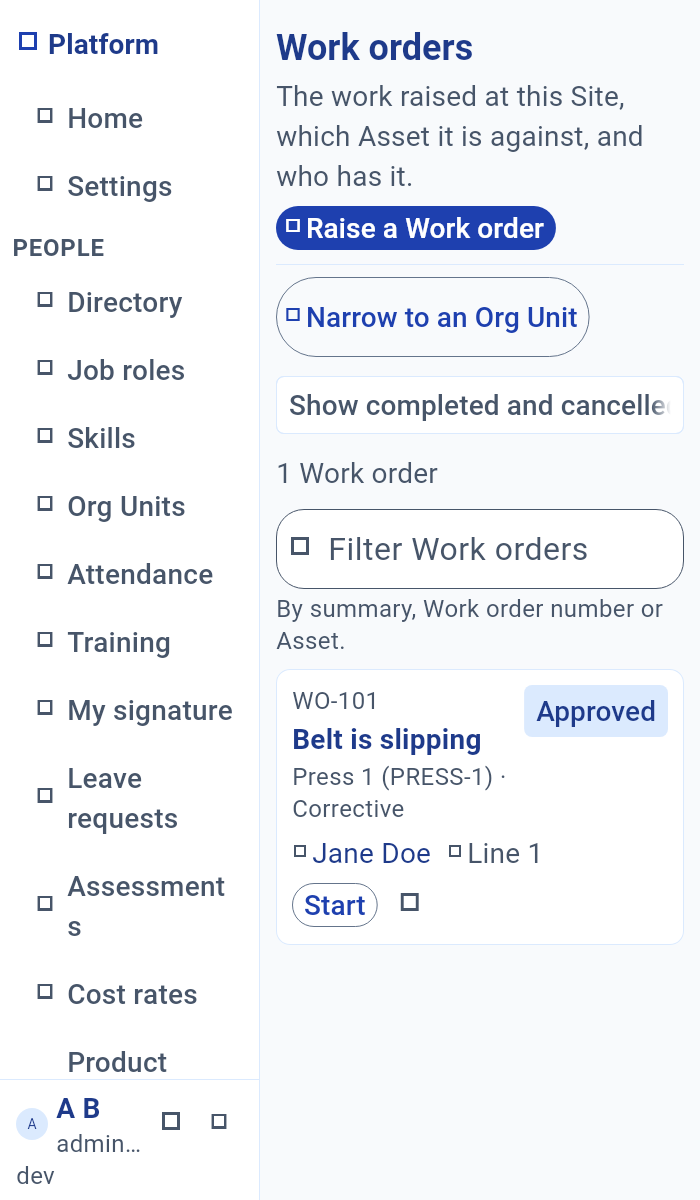 Platform
Home
Settings
PEOPLE
Directory
Job roles
Skills
Org Units
Attendance
Training
My signature
Leave
requests
Assessment
s
Cost rates
Product
A
A B
admin…
dev
Work orders
The work raised at this Site,
which Asset it is against, and
who has it.
Raise a Work order
Narrow to an Org Unit
Show completed and cancelled
1 Work order
Filter Work orders
By summary, Work order number or
Asset.
WO-101
Approved
Belt is slipping
Press 1 (PRESS-1) ·
Corrective
Jane Doe Line 1
Start